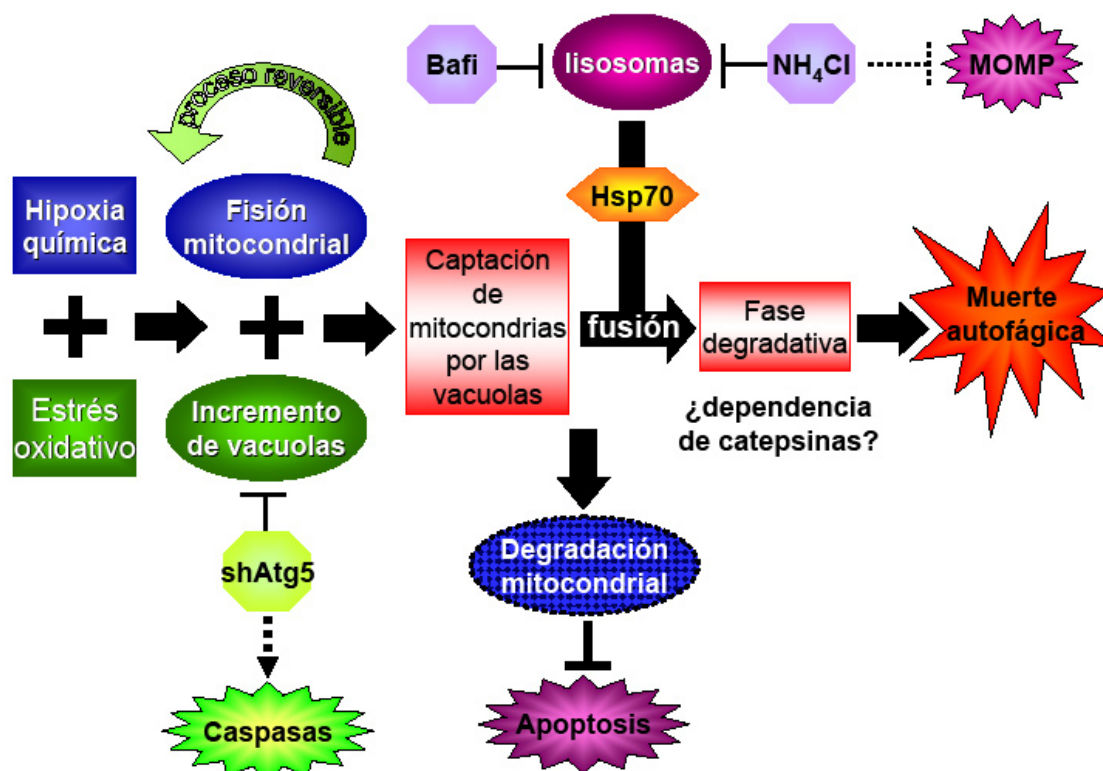 Bafi
lisosomas
NH₄Cl
MOMP
proceso reversible
Hsp70
Hipoxia
química
Fisión
mitocondrial
Captación
de
mitocondrias
por las
vacuolas
fusión
Fase
degradativa
Muerte
autofágica
Estrés
oxidativo
Incremento
de vacuolas
¿dependencia
de catepsinas?
shAtg5
Degradación
mitocondrial
Caspasas
Apoptosis